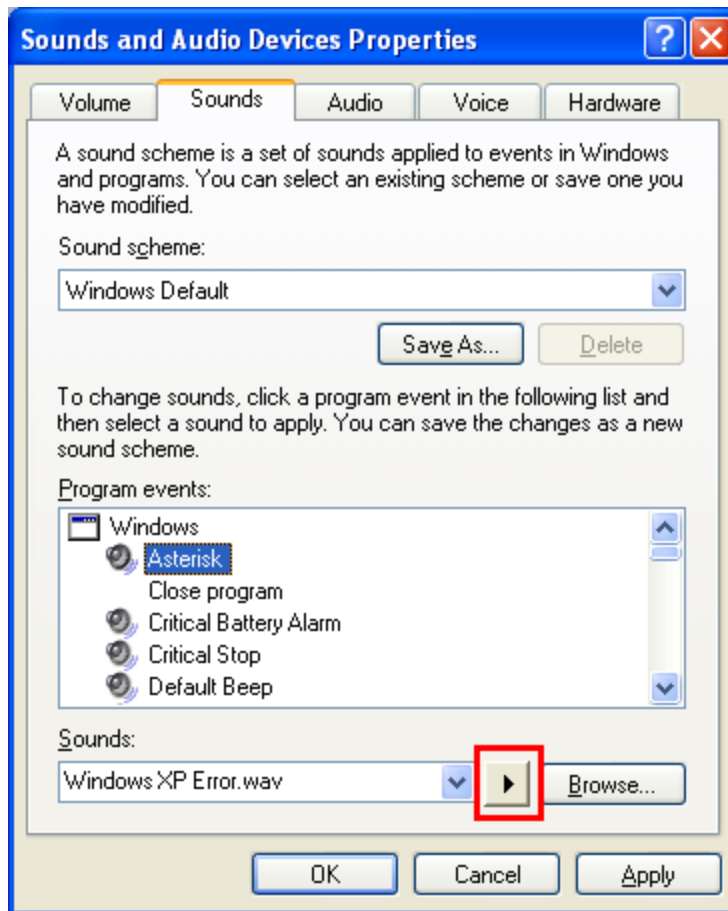 Sounds and Audio Devices Properties
?
Volume
Sounds
Audio
Voice
Hardware
A sound scheme is a set of sounds applied to events in Windows
and programs. You can select an existing scheme or save one you
have modified.
Sound scheme:
Windows Default
Save As...
Delete
To change sounds, click a program event in the following list and
then select a sound to apply. You can save the changes as a new
sound scheme.
Program events:
Windows
Asterisk
Close program
Critical Battery Alarm
Critical Stop
Default Beep
Sounds:
Windows XP Error.wav
Browse...
OK
Cancel
Apply